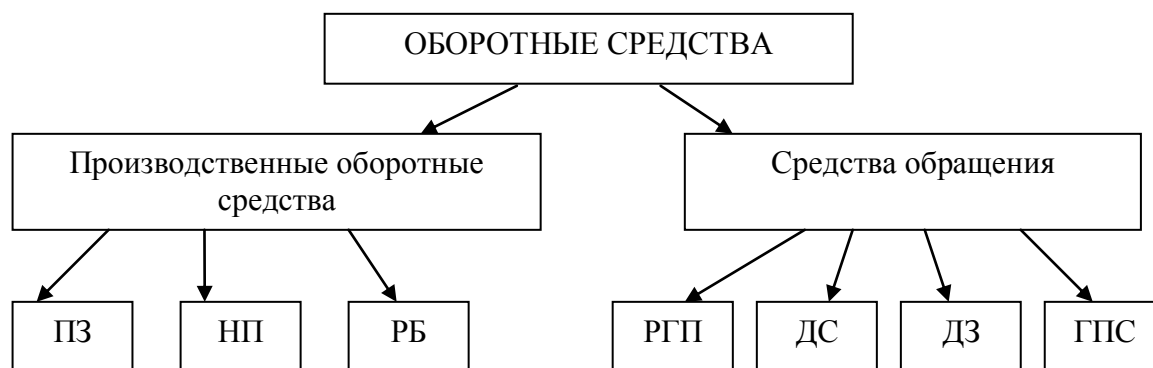 ОБОРОТНЫЕ СРЕДСТВА
Производственные оборотные
средства
Средства обращения
ПЗ
НП
РБ
РГП
ДС
ДЗ
ГПС